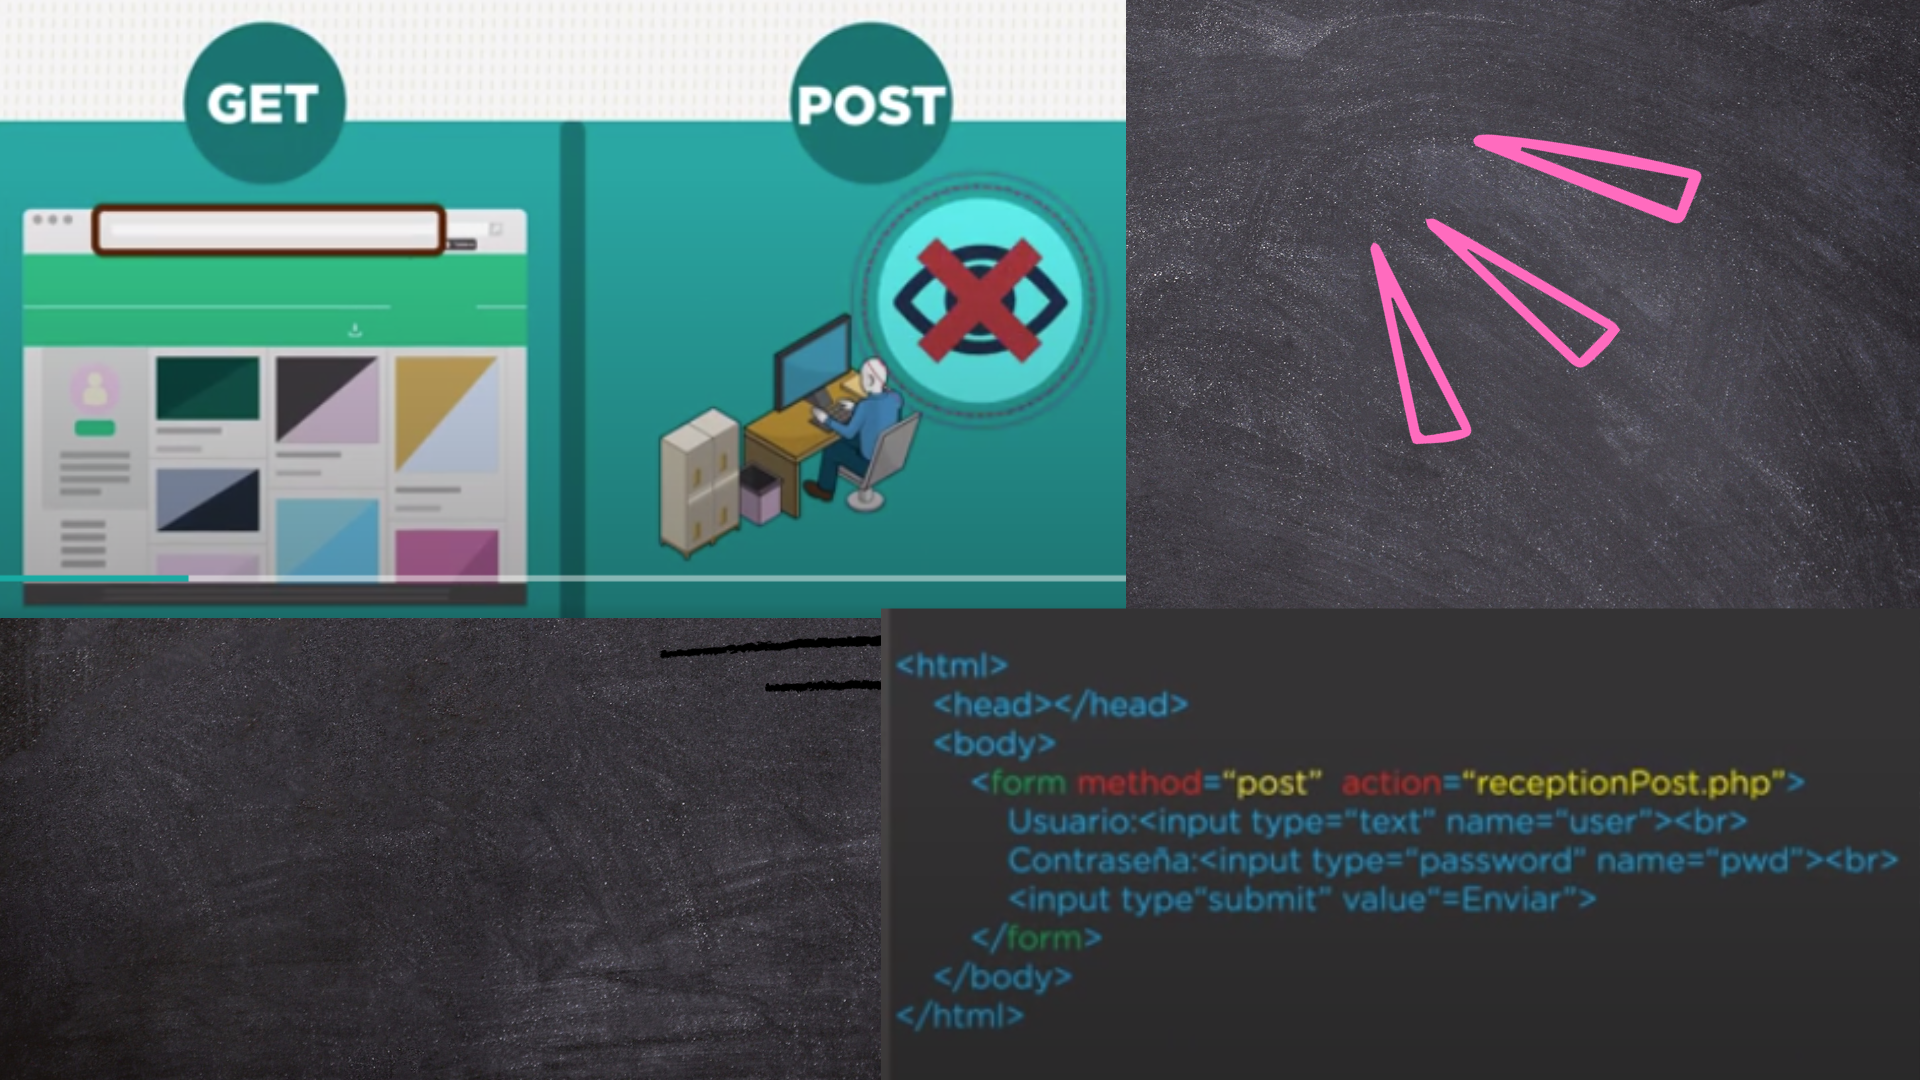 GET
POST
<html>
<head></head>
<body>
<form method=“post” action=“receptionPost.php”>
Usuario:<input type=“text” name=“user”><br>
Contraseña:<input type=“password” name=“pwd”><br>
<input type“submit” value“=Enviar”>
</form>
</body>
</html>